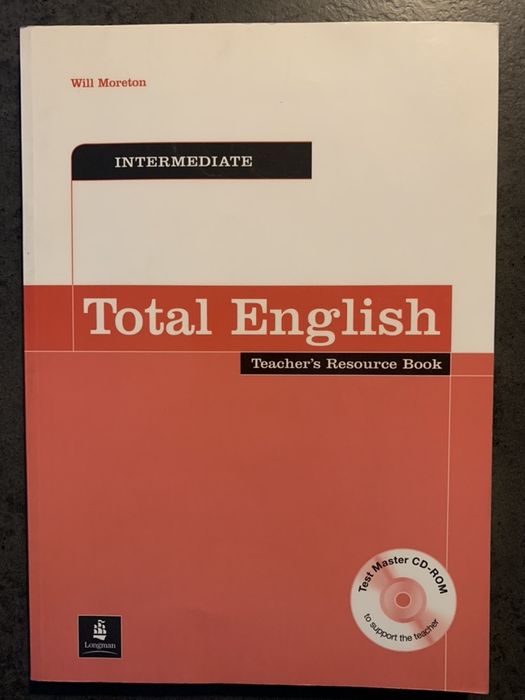 Will Moreton
INTERMEDIATE
Total English
Teacher's Resource Book
Test Master CD-ROM
to support the teacher
Longman